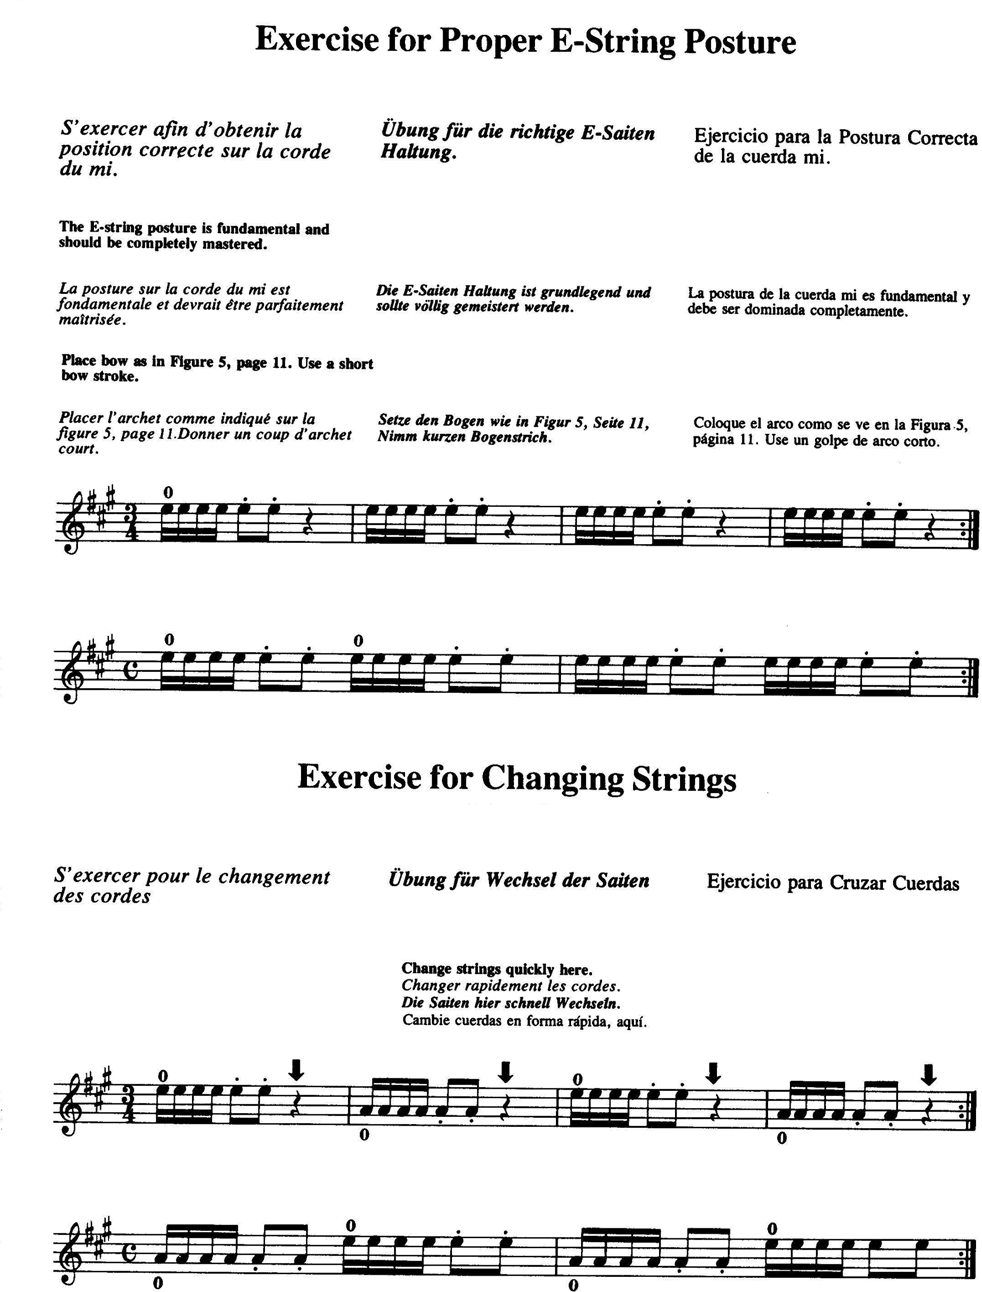 Exercise for Proper E-String Posture
S'exercer afin d'obtenir la
position correcte sur la corde
du mi.
Übung für die richtige E-Saiten
Haltung.
Ejercicio para la Postura Correcta
de la cuerda mi.
The E-string posture is fundamental and
should be completely mastered.
La posture sur la corde du mi est
fondamentale et devrait être parfaitement
maîtrisée.
Die E-Saiten Haltung ist grundlegend und
sollte völlig gemeistert werden.
La postura de la cuerda mi es fundamental y
debe ser dominada completamente.
Place bow as in Figure 5, page 11. Use a short
bow stroke.
Placer l'archet comme indiqué sur la
figure 5, page 11.Donner un coup d'archet
court.
Setze den Bogen wie in Figur 5, Seite 11,
Nimm kurzen Bogenstrich.
Coloque el arco como se ve en la Figura 5,
página 11. Use un golpe de arco corto.
0
3
4
0 0
C
Exercise for Changing Strings
S'exercer pour le changement
des cordes
Übung für Wechsel der Saiten
Ejercicio para Cruzar Cuerdas
Change strings quickly here.
Changer rapidement les cordes.
Die Saiten hier schnell Wechseln.
Cambie cuerdas en forma rápida, aquí.
0 0
3
4
0 0
0 0
C
0 0